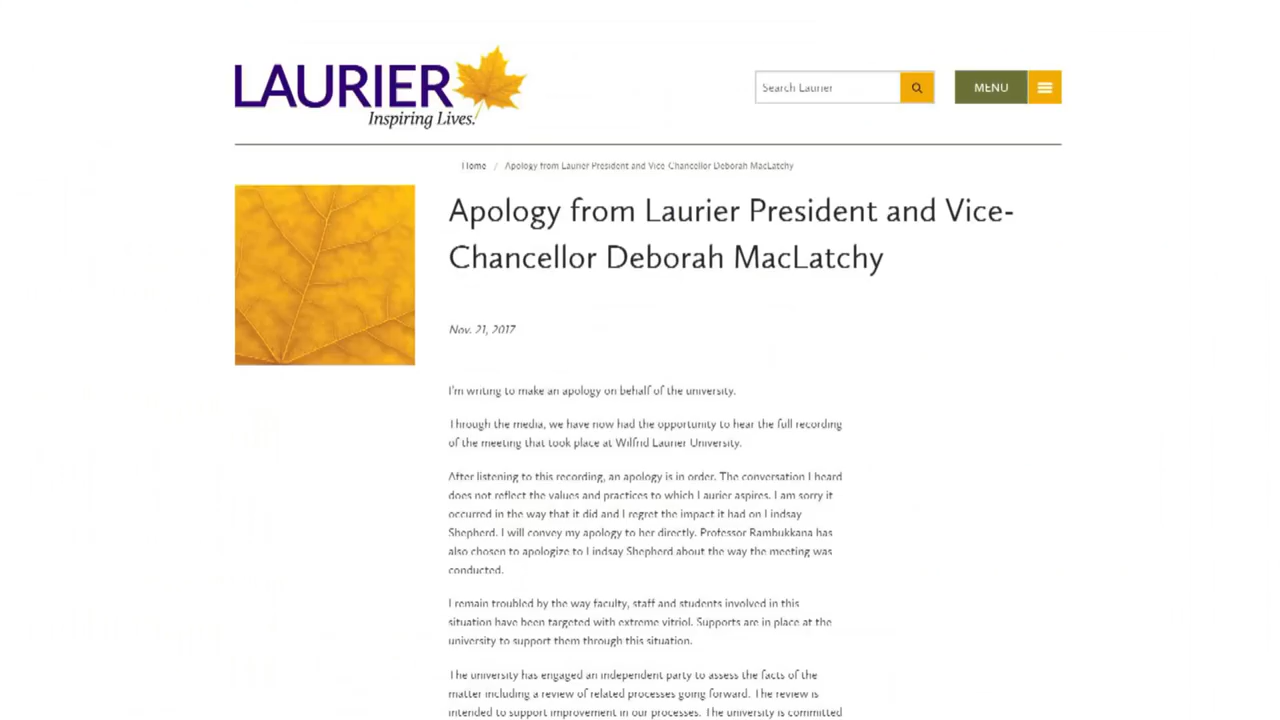 LAURIER
Inspiring Lives.
Search Laurier
MENU
Home / Apology from Laurier President and Vice-Chancellor Deborah MacLatchy
Apology from Laurier President and Vice-
Chancellor Deborah MacLatchy
Nov. 21, 2017
I'm writing to make an apology on behalf of the university.
Through the media, we have now had the opportunity to hear the full recording
of the meeting that took place at Wilfrid Laurier University.
After listening to this recording, an apology is in order. The conversation I heard
does not reflect the values and practices to which Laurier aspires. I am sorry it
occurred in the way that it did and I regret the impact it had on Lindsay
Shepherd. I will convey my apology to her directly. Professor Rambukkana has
also chosen to apologize to Lindsay Shepherd about the way the meeting was
conducted.
I remain troubled by the way faculty, staff and students involved in this
situation have been targeted with extreme vitriol. Supports are in place at the
university to support them through this situation.
The university has engaged an independent party to assess the facts of the
matter including a review of related processes going forward. The review is
intended to support improvement in our processes. The university is committed